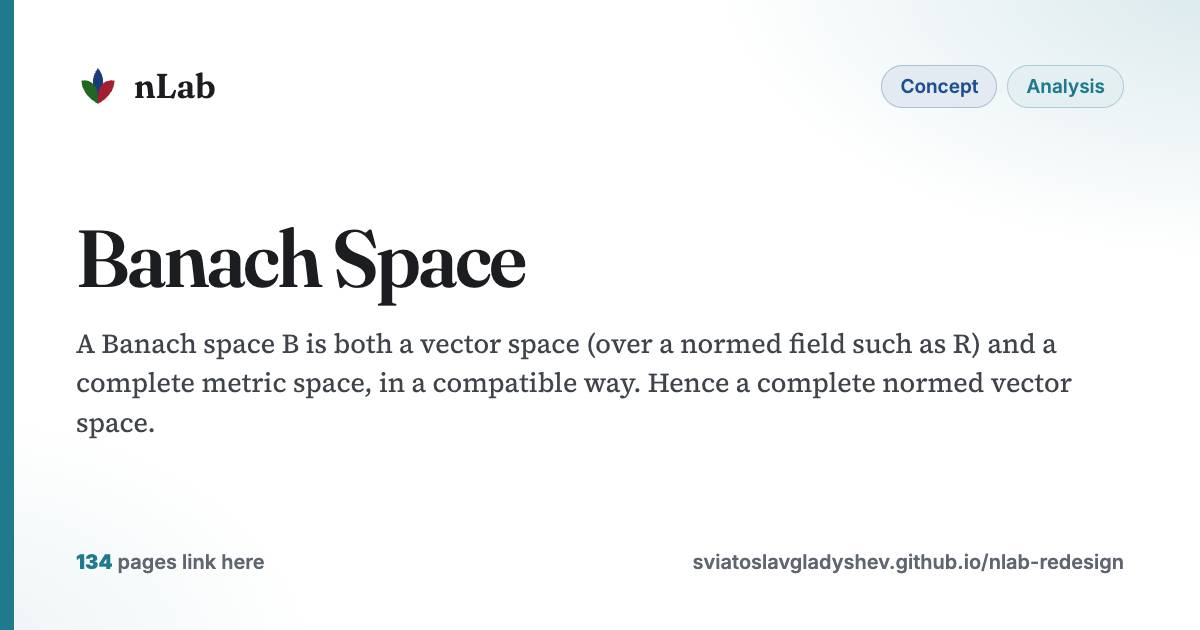 nLab
Concept
Analysis
Banach Space
A Banach space B is both a vector space (over a normed field such as R) and a
complete metric space, in a compatible way. Hence a complete normed vector
space.
134 pages link here
sviatoslavgladyshev.github.io/nlab-redesign